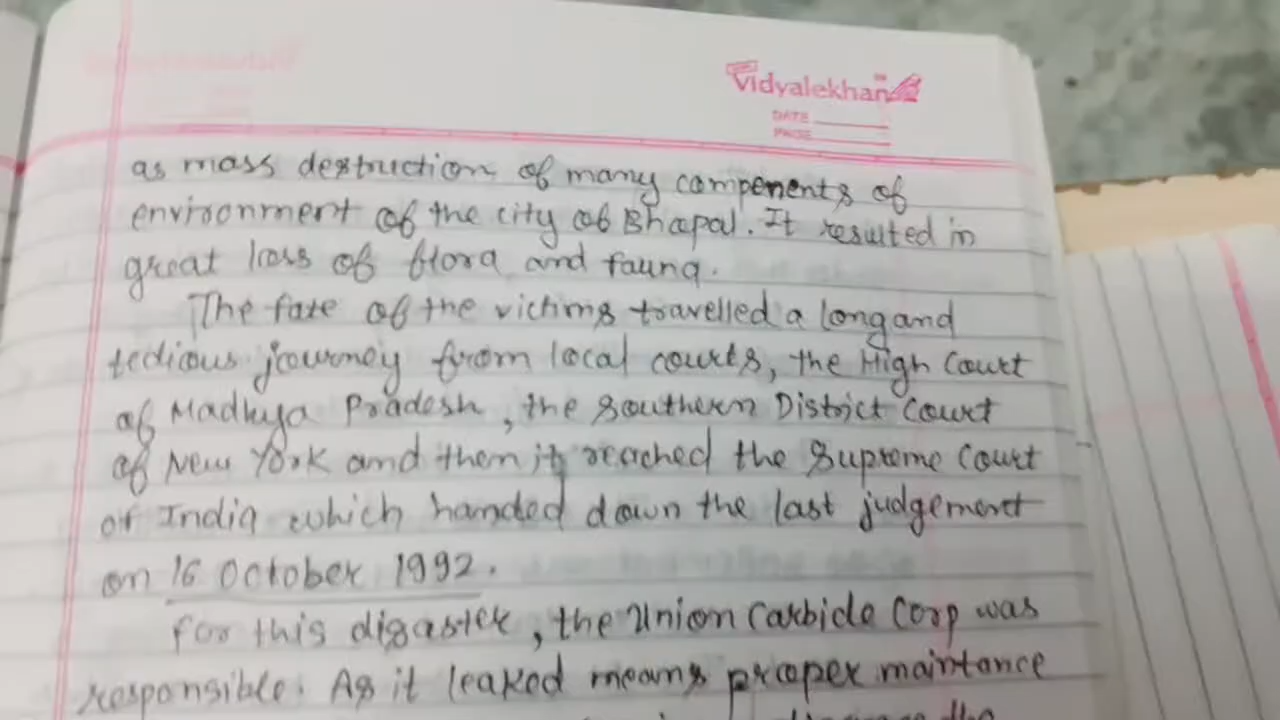 Vidyalekhan
DATE
PAGE
as mass destruction of many compenents of
environment of the city of Bhopal. It resulted in
great loss of flora and fauna.
The fate of the victims travelled a long and
tedious journey from local courts, the High Court
of Madhya Pradesh, the Southern District Court
of New York and then it reached the Supreme Court
of India which handed down the last judgement
on 16 October 1992.
For this disaster, the Union Carbide Corp was
responsible. As it leaked means proper maintance
the